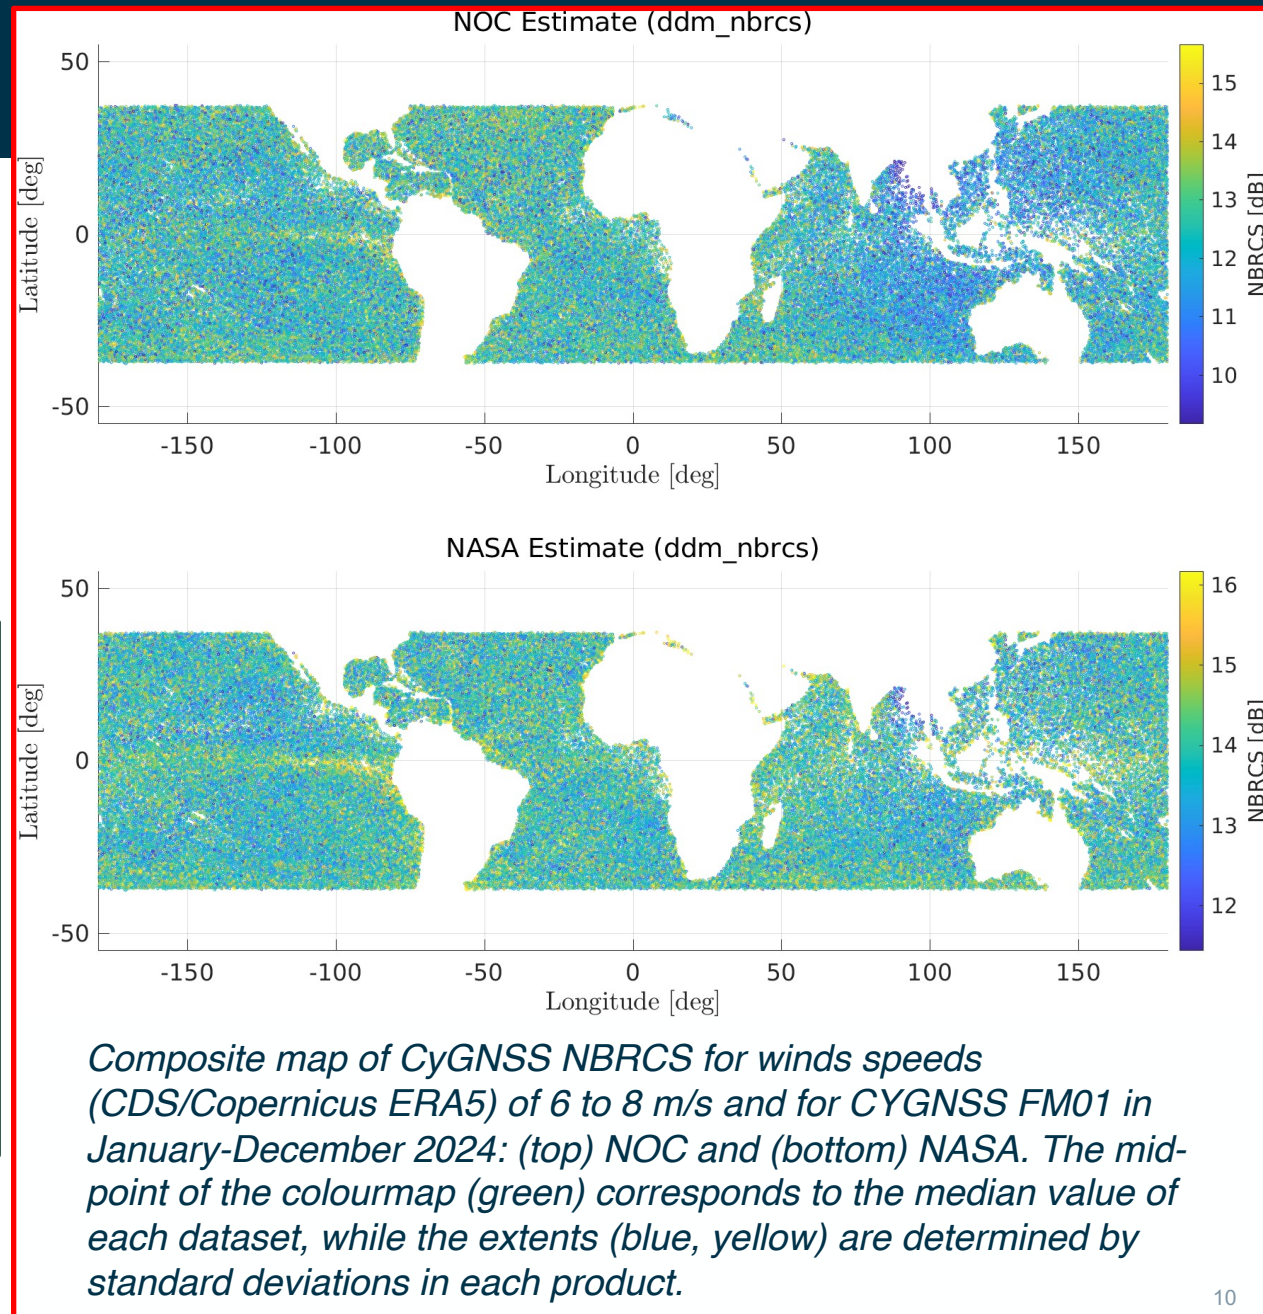 NOC Estimate (ddm_nbrcs)
50
0
-50
Latitude [deg]
-150 -100 -50 0 50 100 150
Longitude [deg]
15
14
13
12
11
10
NBRCS [dB]
NASA Estimate (ddm_nbrcs)
50
0
-50
Latitude [deg]
-150 -100 -50 0 50 100 150
Longitude [deg]
16
15
14
13
12
NBRCS [dB]
Composite map of CyGNSS NBRCS for winds speeds
(CDS/Copernicus ERA5) of 6 to 8 m/s and for CYGNSS FM01 in
January-December 2024: (top) NOC and (bottom) NASA. The mid-
point of the colourmap (green) corresponds to the median value of
each dataset, while the extents (blue, yellow) are determined by
standard deviations in each product.
10